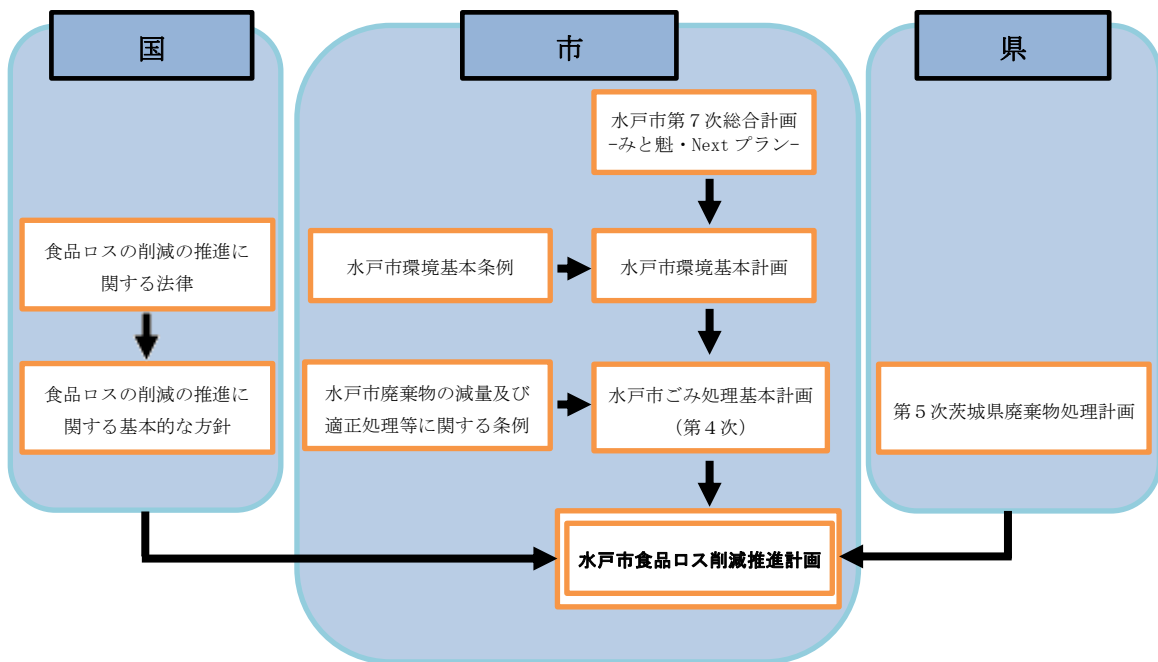 国
食品ロスの削減の推進に
関する法律
食品ロスの削減の推進に
関する基本的な方針
市
水戸市第７次総合計画
-みと魁・Next プラン-
水戸市環境基本条例
水戸市環境基本計画
水戸市廃棄物の減量及び
適正処理等に関する条例
水戸市ごみ処理基本計画
（第４次）
水戸市食品ロス削減推進計画
県
第５次茨城県廃棄物処理計画